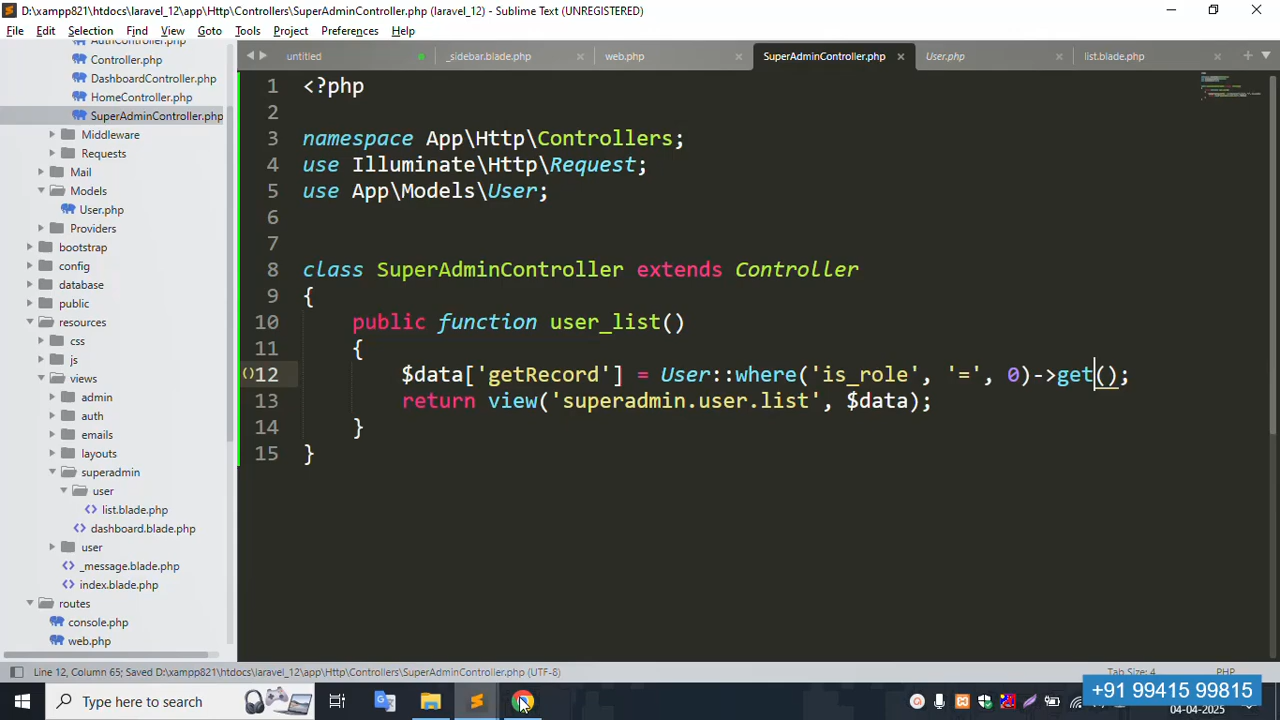 D:\xampp821\htdocs\laravel_12\app\Http\Controllers\SuperAdminController.php (laravel_12) - Sublime Text (UNREGISTERED)
File Edit Selection Find View Goto Tools Project Preferences Help
AuthController.php
Controller.php
DashboardController.php
HomeController.php
SuperAdminController.php
Middleware
Requests
Mail
Models
User.php
Providers
bootstrap
config
database
public
resources
css
js
views
admin
auth
emails
layouts
superadmin
user
list.blade.php
dashboard.blade.php
user
_message.blade.php
index.blade.php
routes
console.php
web.php
untitled _sidebar.blade.php web.php SuperAdminController.php User.php list.blade.php
1 <?php
2
3 namespace App\Http\Controllers;
4 use Illuminate\Http\Request;
5 use App\Models\User;
6
7
8 class SuperAdminController extends Controller
9 {
10 public function user_list()
11 {
12 $data['getRecord'] = User::where('is_role', '=', 0)->get();
13 return view('superadmin.user.list', $data);
14 }
15 }
Line 12, Column 65; Saved D:\xampp821\htdocs\laravel_12\app\Http\Controllers\SuperAdminController.php (UTF-8) Tab Size: 4 PHP
Type here to search
+91 99415 99815
04-04-2025